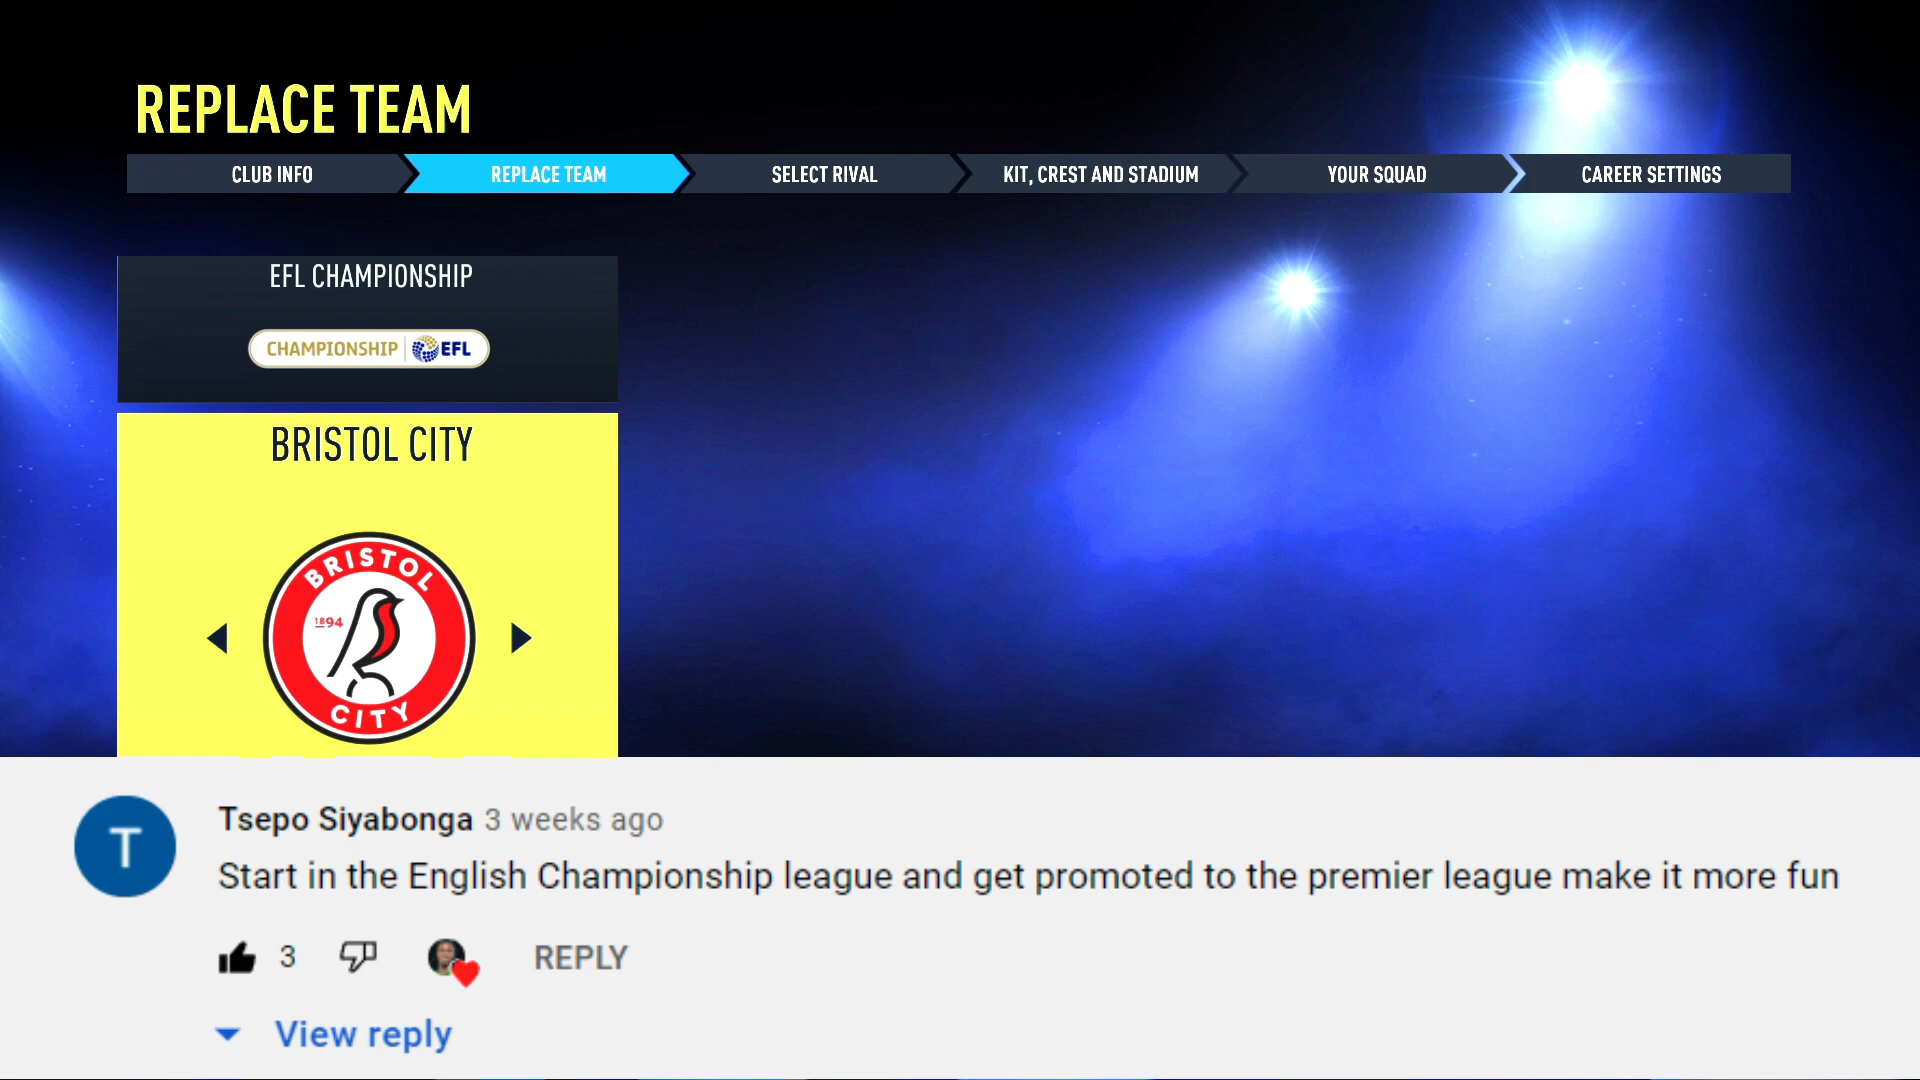 REPLACE TEAM
CLUB INFO
REPLACE TEAM
SELECT RIVAL
KIT, CREST AND STADIUM
YOUR SQUAD
CAREER SETTINGS
EFL CHAMPIONSHIP
CHAMPIONSHIP EFL
BRISTOL CITY
BRISTOL
1894
CITY
T
Tsepo Siyabonga 3 weeks ago
Start in the English Championship league and get promoted to the premier league make it more fun
3
REPLY
View reply